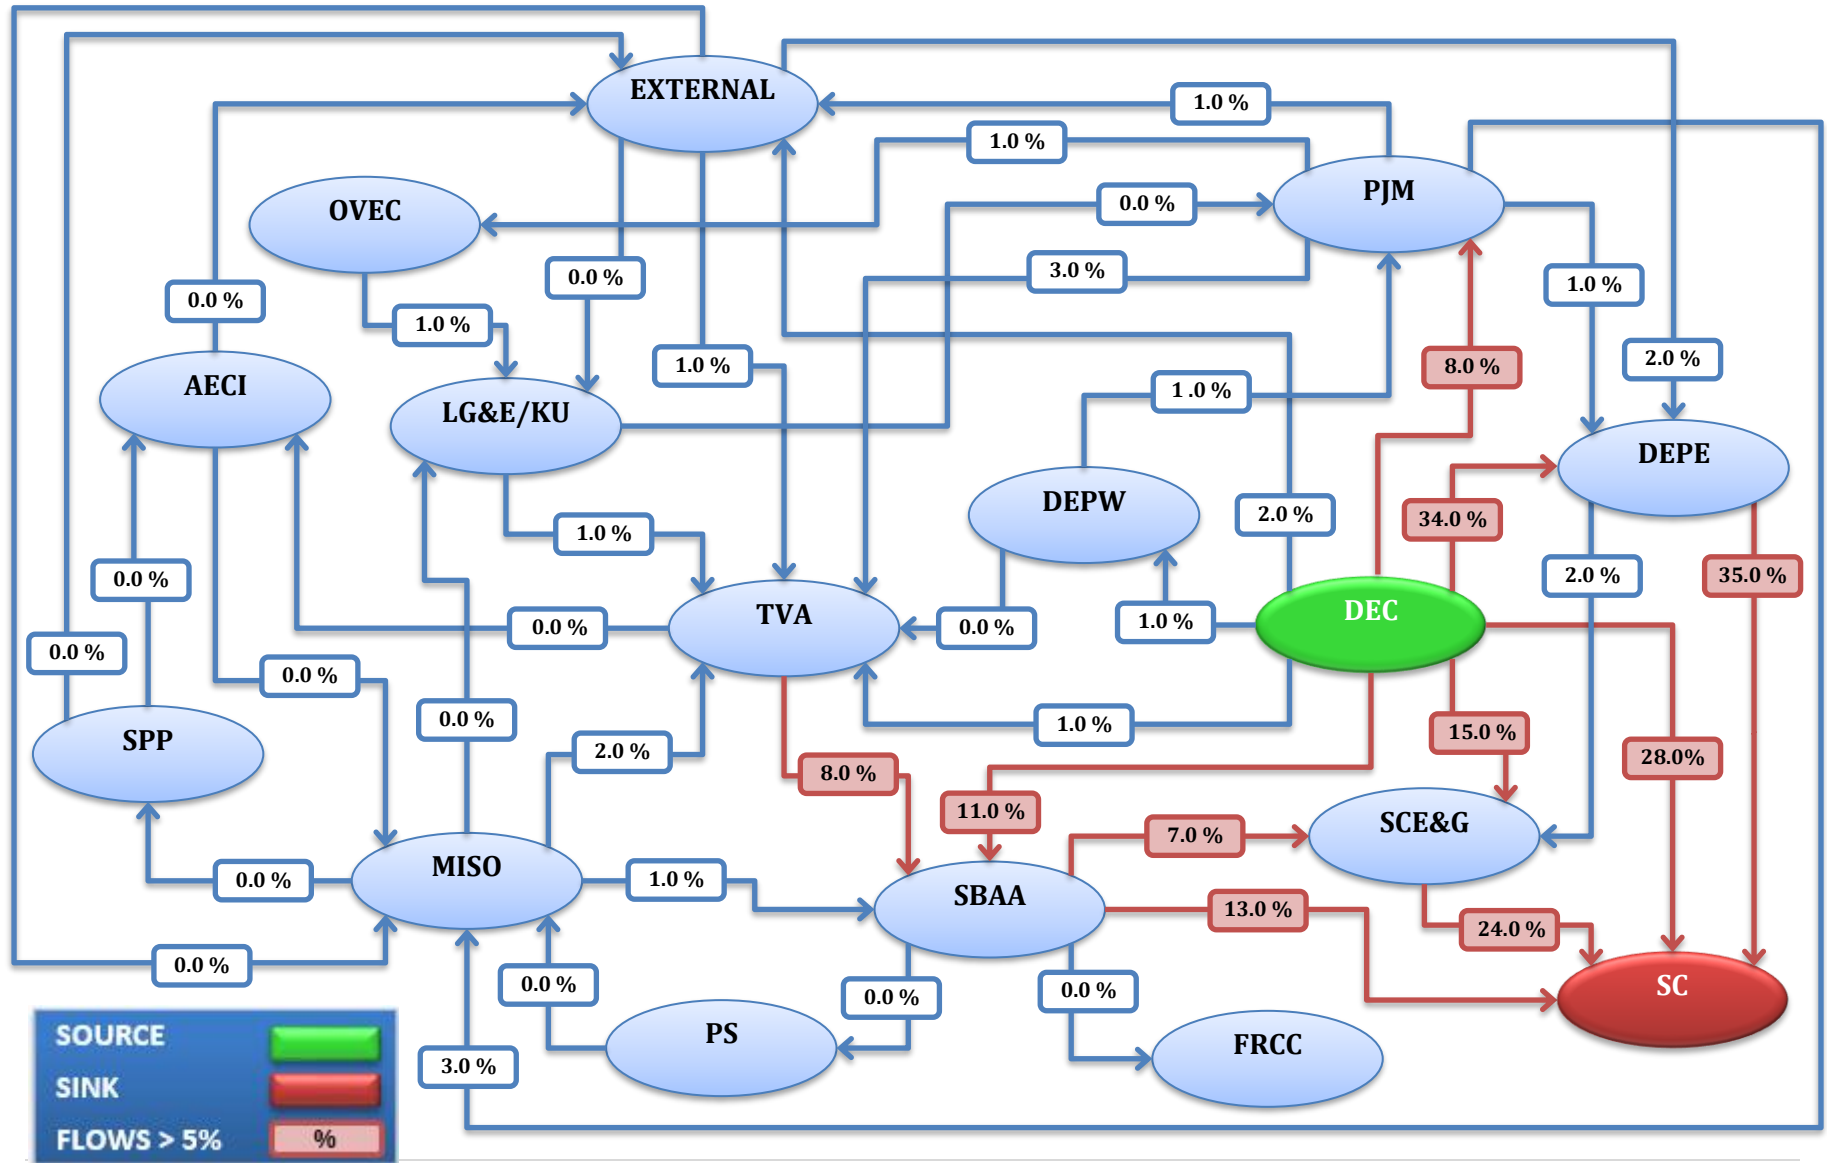 EXTERNAL
1.0 %
1.0 %
PJM
OVEC
0.0 %
3.0 %
0.0 %
1.0 %
0.0 %
1.0 %
1.0 %
2.0 %
8.0 %
AECI
1 .0 %
LG&E/KU
DEPE
DEPW
2.0 %
34.0 %
1.0 %
0.0 %
2.0 %
35.0 %
TVA
DEC
0.0 %
0.0 %
1.0 %
0.0 %
0.0 %
0.0 %
1.0 %
15.0 %
SPP
2.0 %
28.0%
8.0 %
11.0 %
SCE&G
7.0 %
MISO
0.0 %
1.0 %
SBAA
13.0 %
24.0 %
0.0 %
0.0 %
0.0 %
0.0 %
SC
PS
FRCC
3.0 %
SOURCE
SINK
FLOWS > 5%
%